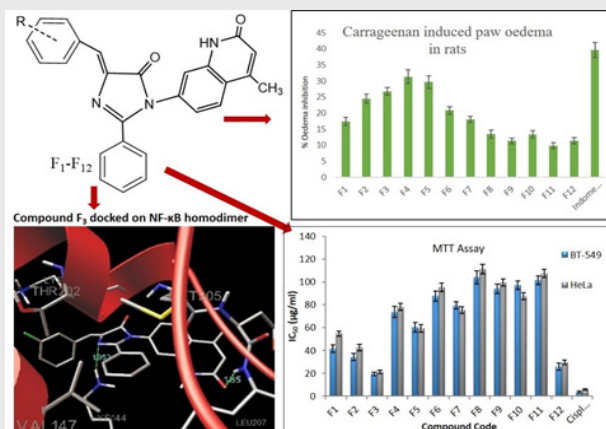 R
HN
O
O
CH₃
N
N
F₁-F₁₂
Carrageenan induced paw oedema
in rats
% Oedema inhibition
45
40
35
30
25
20
15
10
5
0
F1 F2 F3 F4 F5 F6 F7 F8 F9 F10 F11 F12 Indome...
Compound F₃ docked on NF-κB homodimer
THR202
VAL147
LEU207
MTT Assay
IC₅₀ (µg/ml)
140
120
100
80
60
40
20
0
BT-549
HeLa
F1 F2 F3 F4 F5 F6 F7 F8 F9 F10 F11 F12 Cispl...
Compound Code